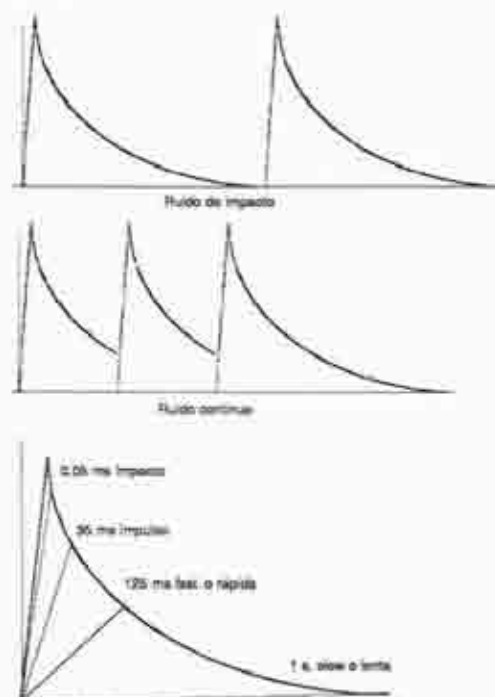 Ruido de impacto
Ruido continuo
0,05 ms impacto
35 ms impulso
125 ms fast o rápida
1 s. slow o lenta